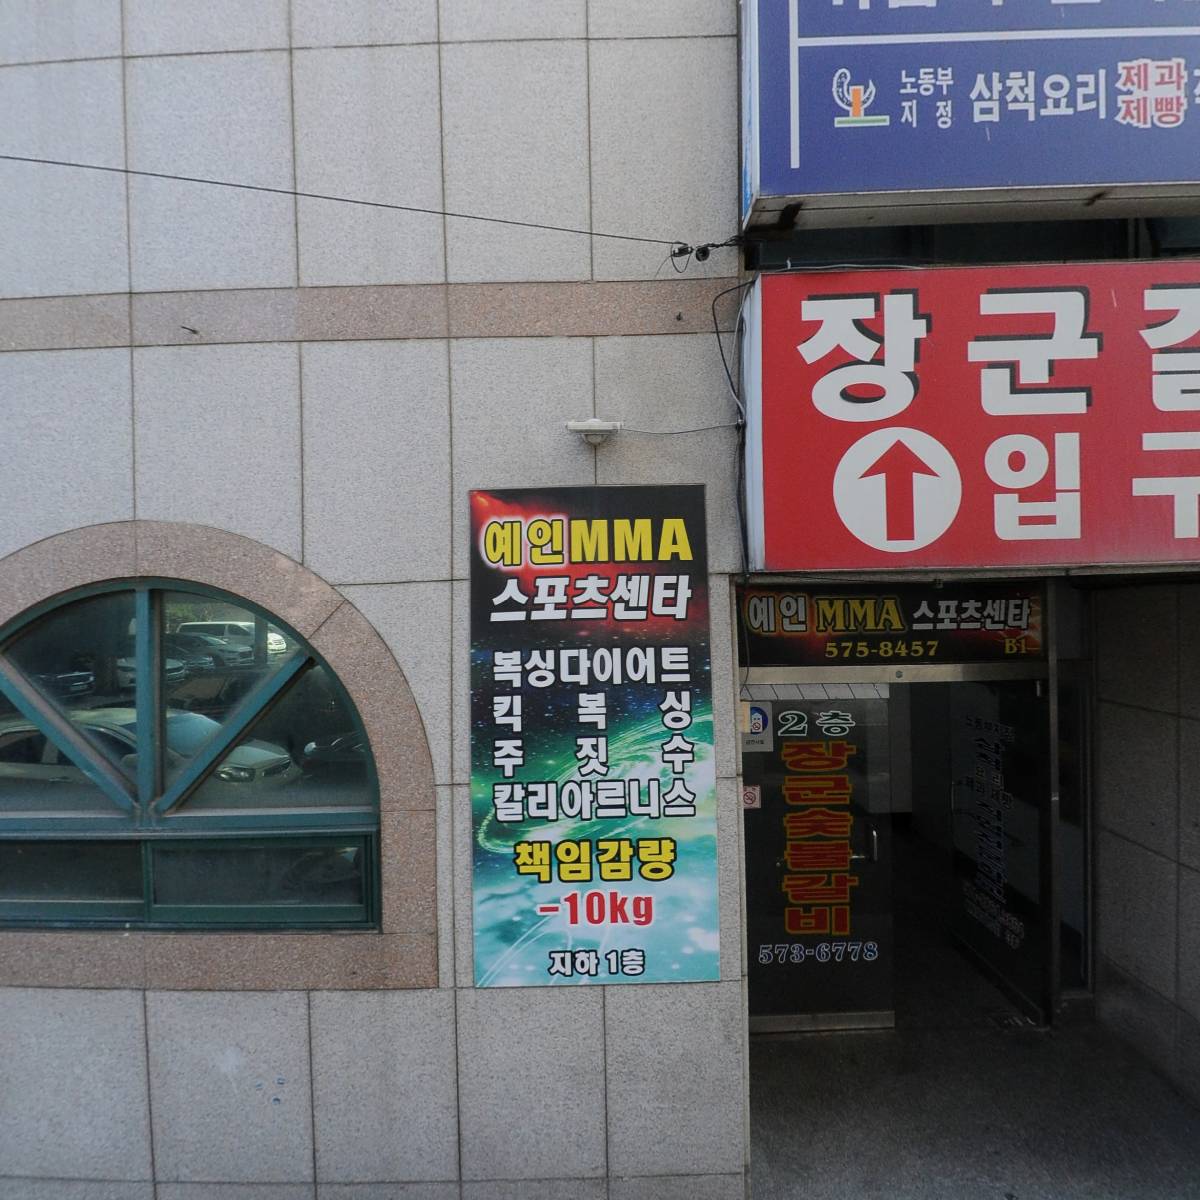 노동부
지정
삼척요리
제과
제빵
장군갈
입구
예인MMA
스포츠센타
복싱다이어트
킥복싱
주짓수
칼리아르니스
책임감량
-10kg
지하 1층
예인 MMA 스포츠센타
575-8457
B1
2층
장군숯불갈비
573-6778